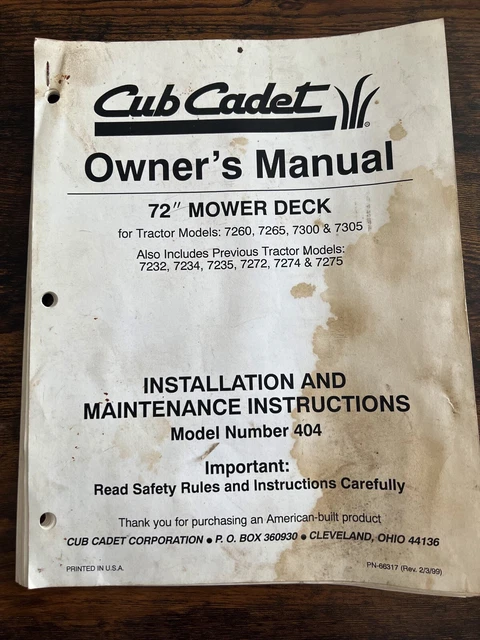 Cub Cadet
Owner's Manual
72" MOWER DECK
for Tractor Models: 7260, 7265, 7300 & 7305
Also Includes Previous Tractor Models:
7232, 7234, 7235, 7272, 7274 & 7275
INSTALLATION AND
MAINTENANCE INSTRUCTIONS
Model Number 404
Important:
Read Safety Rules and Instructions Carefully
Thank you for purchasing an American-built product
CUB CADET CORPORATION ● P. O. BOX 360930 ● CLEVELAND, OHIO 44136
PRINTED IN U.S.A.
PN-66317 (Rev. 2/3/99)